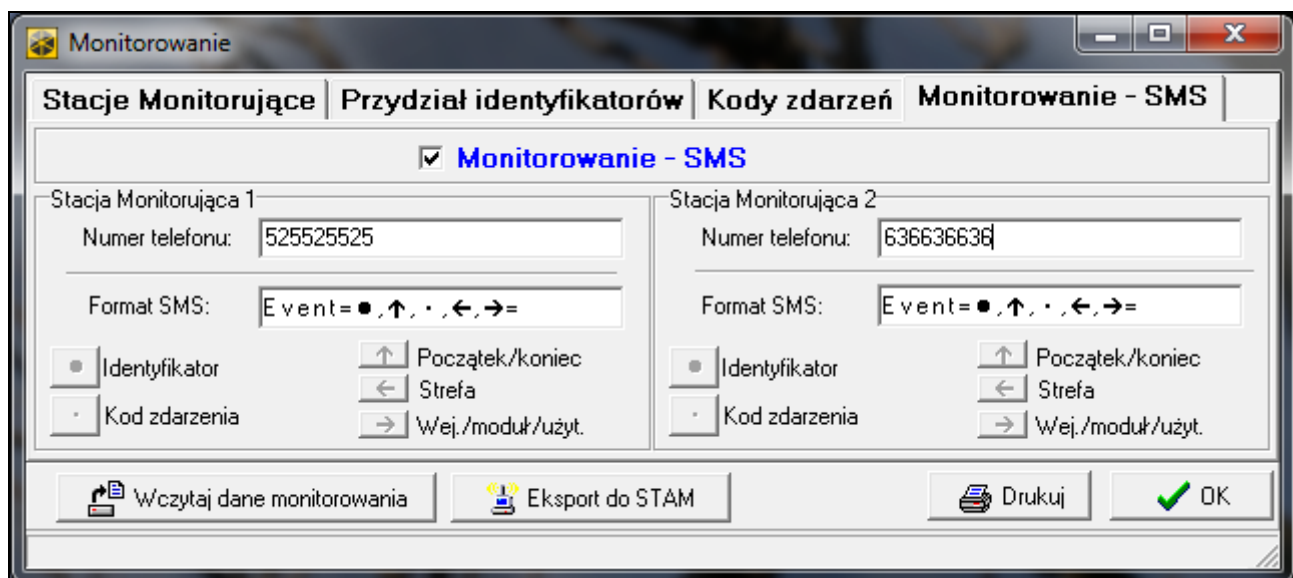 Monitorowanie
Stacje Monitorujące Przydział identyfikatorów Kody zdarzeń Monitorowanie - SMS
Monitorowanie - SMS
Stacja Monitorująca 1
Numer telefonu: 525525525
Format SMS: Event=●,↑,·,←,→=
● Identyfikator
· Kod zdarzenia
↑ Początek/koniec
← Strefa
→ Wej./moduł/użyt.
Stacja Monitorująca 2
Numer telefonu: 636636636
Format SMS: Event=●,↑,·,←,→=
● Identyfikator
· Kod zdarzenia
↑ Początek/koniec
← Strefa
→ Wej./moduł/użyt.
Wczytaj dane monitorowania Eksport do STAM Drukuj OK